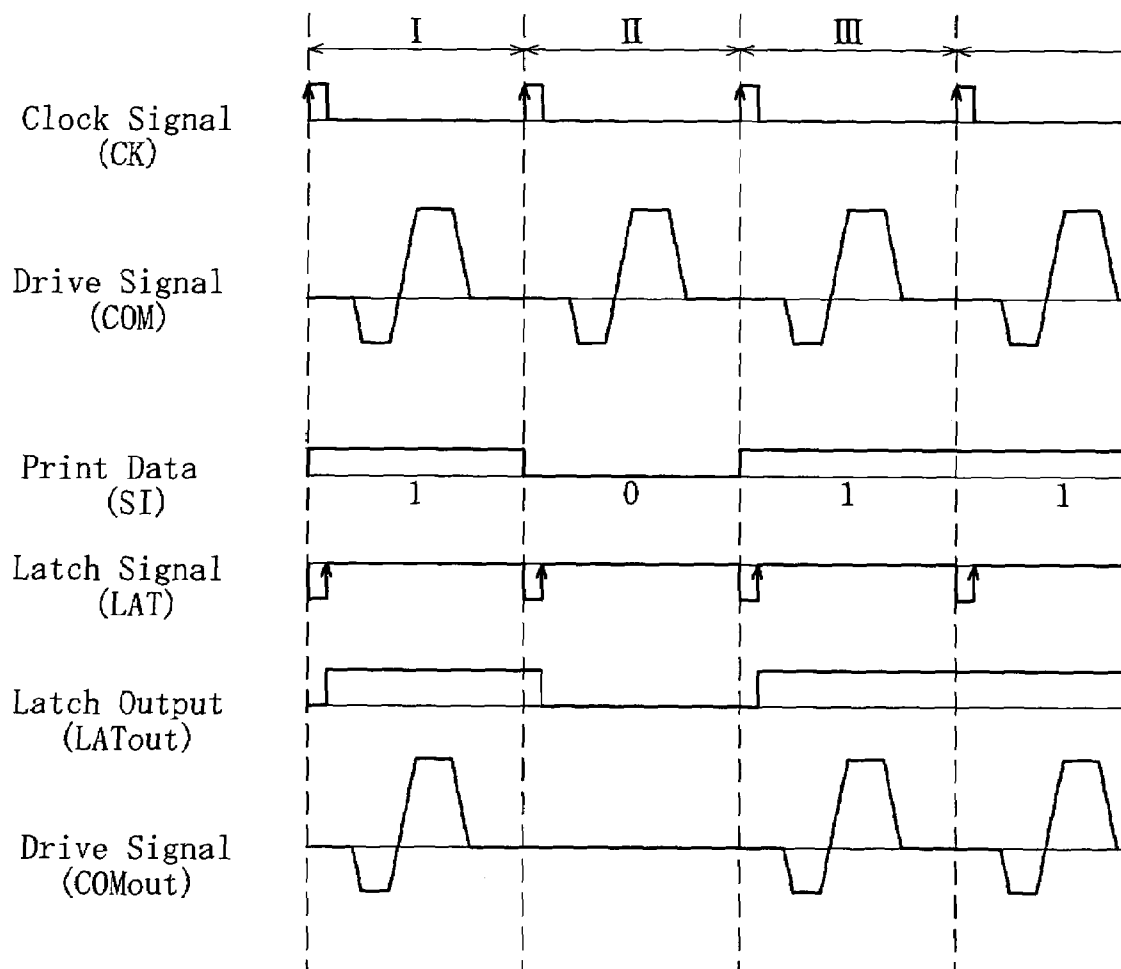 I II III
Clock Signal
(CK)
Drive Signal
(COM)
Print Data
(SI)
1 0 1 1
Latch Signal
(LAT)
Latch Output
(LATout)
Drive Signal
(COMout)